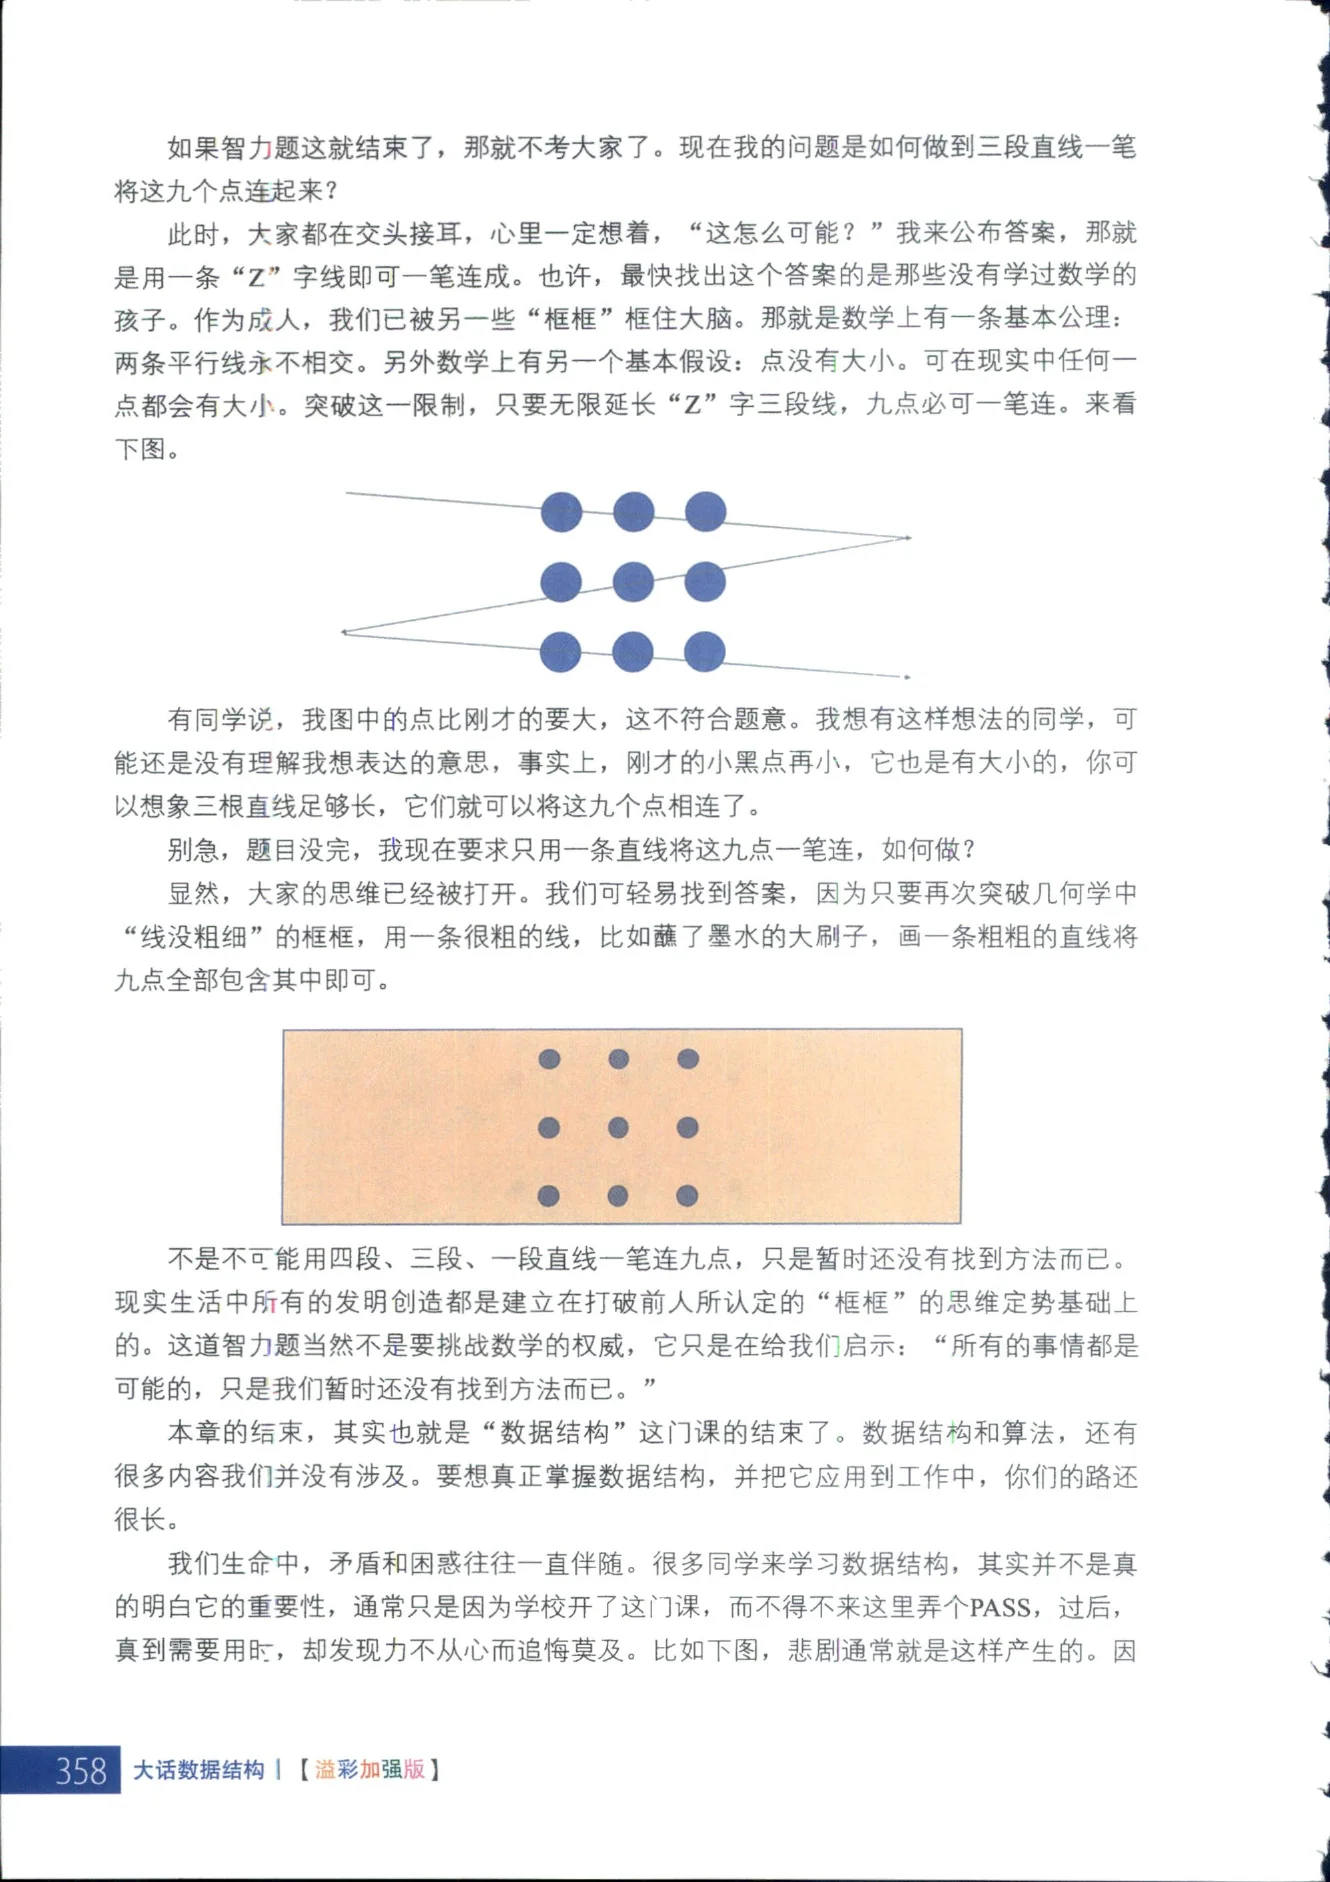 如果智力题这就结束了，那就不考大家了。现在我的问题是如何做到三段直线一笔
将这九个点连起来？
此时，大家都在交头接耳，心里一定想着，“这怎么可能？”我来公布答案，那就
是用一条“Z”字线即可一笔连成。也许，最快找出这个答案的是那些没有学过数学的
孩子。作为成人，我们已被另一些“框框”框住大脑。那就是数学上有一条基本公理：
两条平行线永不相交。另外数学上有另一个基本假设：点没有大小。可在现实中任何一
点都会有大小。突破这一限制，只要无限延长“Z”字三段线，九点必可一笔连。来看
下图。
有同学说，我图中的点比刚才的要大，这不符合题意。我想有这样想法的同学，可
能还是没有理解我想表达的意思，事实上，刚才的小黑点再小，它也是有大小的，你可
以想象三根直线足够长，它们就可以将这九个点相连了。
别急，题目没完，我现在要求只用一条直线将这九点一笔连，如何做？
显然，大家的思维已经被打开。我们可轻易找到答案，因为只要再次突破几何学中
“线没粗细”的框框，用一条很粗的线，比如蘸了墨水的大刷子，画一条粗粗的直线将
九点全部包含其中即可。
不是不可能用四段、三段、一段直线一笔连九点，只是暂时还没有找到方法而已。
现实生活中所有的发明创造都是建立在打破前人所认定的“框框”的思维定势基础上
的。这道智力题当然不是要挑战数学的权威，它只是在给我们启示：“所有的事情都是
可能的，只是我们暂时还没有找到方法而已。”
本章的结束，其实也就是“数据结构”这门课的结束了。数据结构和算法，还有
很多内容我们并没有涉及。要想真正掌握数据结构，并把它应用到工作中，你们的路还
很长。
我们生命中，矛盾和困惑往往一直伴随。很多同学来学习数据结构，其实并不是真
的明白它的重要性，通常只是因为学校开了这门课，而不得不来这里弄个PASS，过后，
真到需要用时，却发现力不从心而追悔莫及。比如下图，悲剧通常就是这样产生的。因
358 大话数据结构 | 【溢彩加强版】